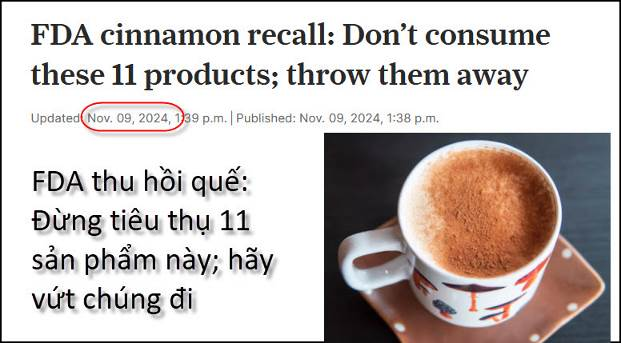 FDA cinnamon recall: Don’t consume
these 11 products; throw them away
Updated: Nov. 09, 2024, 1:39 p.m. | Published: Nov. 09, 2024, 1:38 p.m.
FDA thu hồi quế:
Đừng tiêu thụ 11
sản phẩm này; hãy
vứt chúng đi